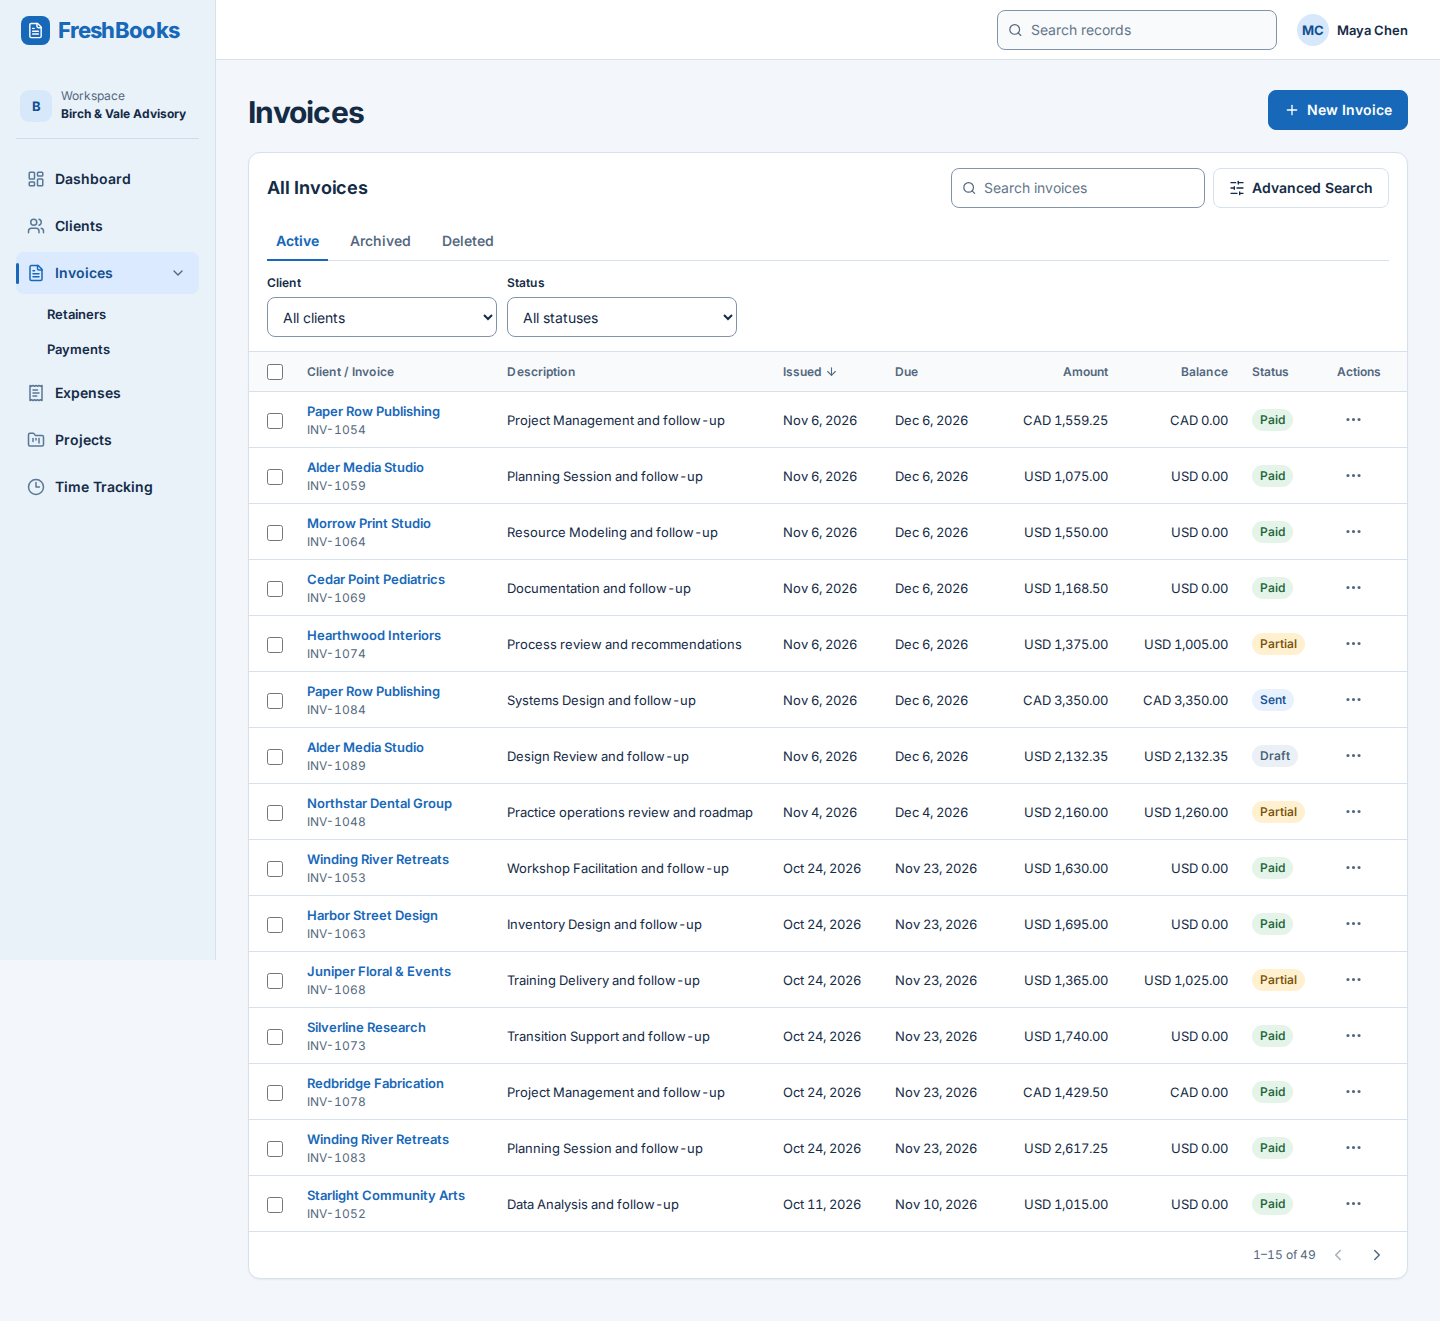 FreshBooks
Search records
MC
Maya Chen
B
Workspace
Birch & Vale Advisory
Dashboard
Clients
Invoices
Retainers
Payments
Expenses
Projects
Time Tracking
Invoices
New Invoice
All Invoices
Search invoices
Advanced Search
Active Archived Deleted
Client Status
All clients All statuses
Client / Invoice Description Issued Due Amount Balance Status Actions
Paper Row Publishing
INV-1054
Project Management and follow-up Nov 6, 2026 Dec 6, 2026 CAD 1,559.25 CAD 0.00 Paid
Alder Media Studio
INV-1059
Planning Session and follow-up Nov 6, 2026 Dec 6, 2026 USD 1,075.00 USD 0.00 Paid
Morrow Print Studio
INV-1064
Resource Modeling and follow-up Nov 6, 2026 Dec 6, 2026 USD 1,550.00 USD 0.00 Paid
Cedar Point Pediatrics
INV-1069
Documentation and follow-up Nov 6, 2026 Dec 6, 2026 USD 1,168.50 USD 0.00 Paid
Hearthwood Interiors
INV-1074
Process review and recommendations Nov 6, 2026 Dec 6, 2026 USD 1,375.00 USD 1,005.00 Partial
Paper Row Publishing
INV-1084
Systems Design and follow-up Nov 6, 2026 Dec 6, 2026 CAD 3,350.00 CAD 3,350.00 Sent
Alder Media Studio
INV-1089
Design Review and follow-up Nov 6, 2026 Dec 6, 2026 USD 2,132.35 USD 2,132.35 Draft
Northstar Dental Group
INV-1048
Practice operations review and roadmap Nov 4, 2026 Dec 4, 2026 USD 2,160.00 USD 1,260.00 Partial
Winding River Retreats
INV-1053
Workshop Facilitation and follow-up Oct 24, 2026 Nov 23, 2026 USD 1,630.00 USD 0.00 Paid
Harbor Street Design
INV-1063
Inventory Design and follow-up Oct 24, 2026 Nov 23, 2026 USD 1,695.00 USD 0.00 Paid
Juniper Floral & Events
INV-1068
Training Delivery and follow-up Oct 24, 2026 Nov 23, 2026 USD 1,365.00 USD 1,025.00 Partial
Silverline Research
INV-1073
Transition Support and follow-up Oct 24, 2026 Nov 23, 2026 USD 1,740.00 USD 0.00 Paid
Redbridge Fabrication
INV-1078
Project Management and follow-up Oct 24, 2026 Nov 23, 2026 CAD 1,429.50 CAD 0.00 Paid
Winding River Retreats
INV-1083
Planning Session and follow-up Oct 24, 2026 Nov 23, 2026 USD 2,617.25 USD 0.00 Paid
Starlight Community Arts
INV-1052
Data Analysis and follow-up Oct 11, 2026 Nov 10, 2026 USD 1,015.00 USD 0.00 Paid
1–15 of 49